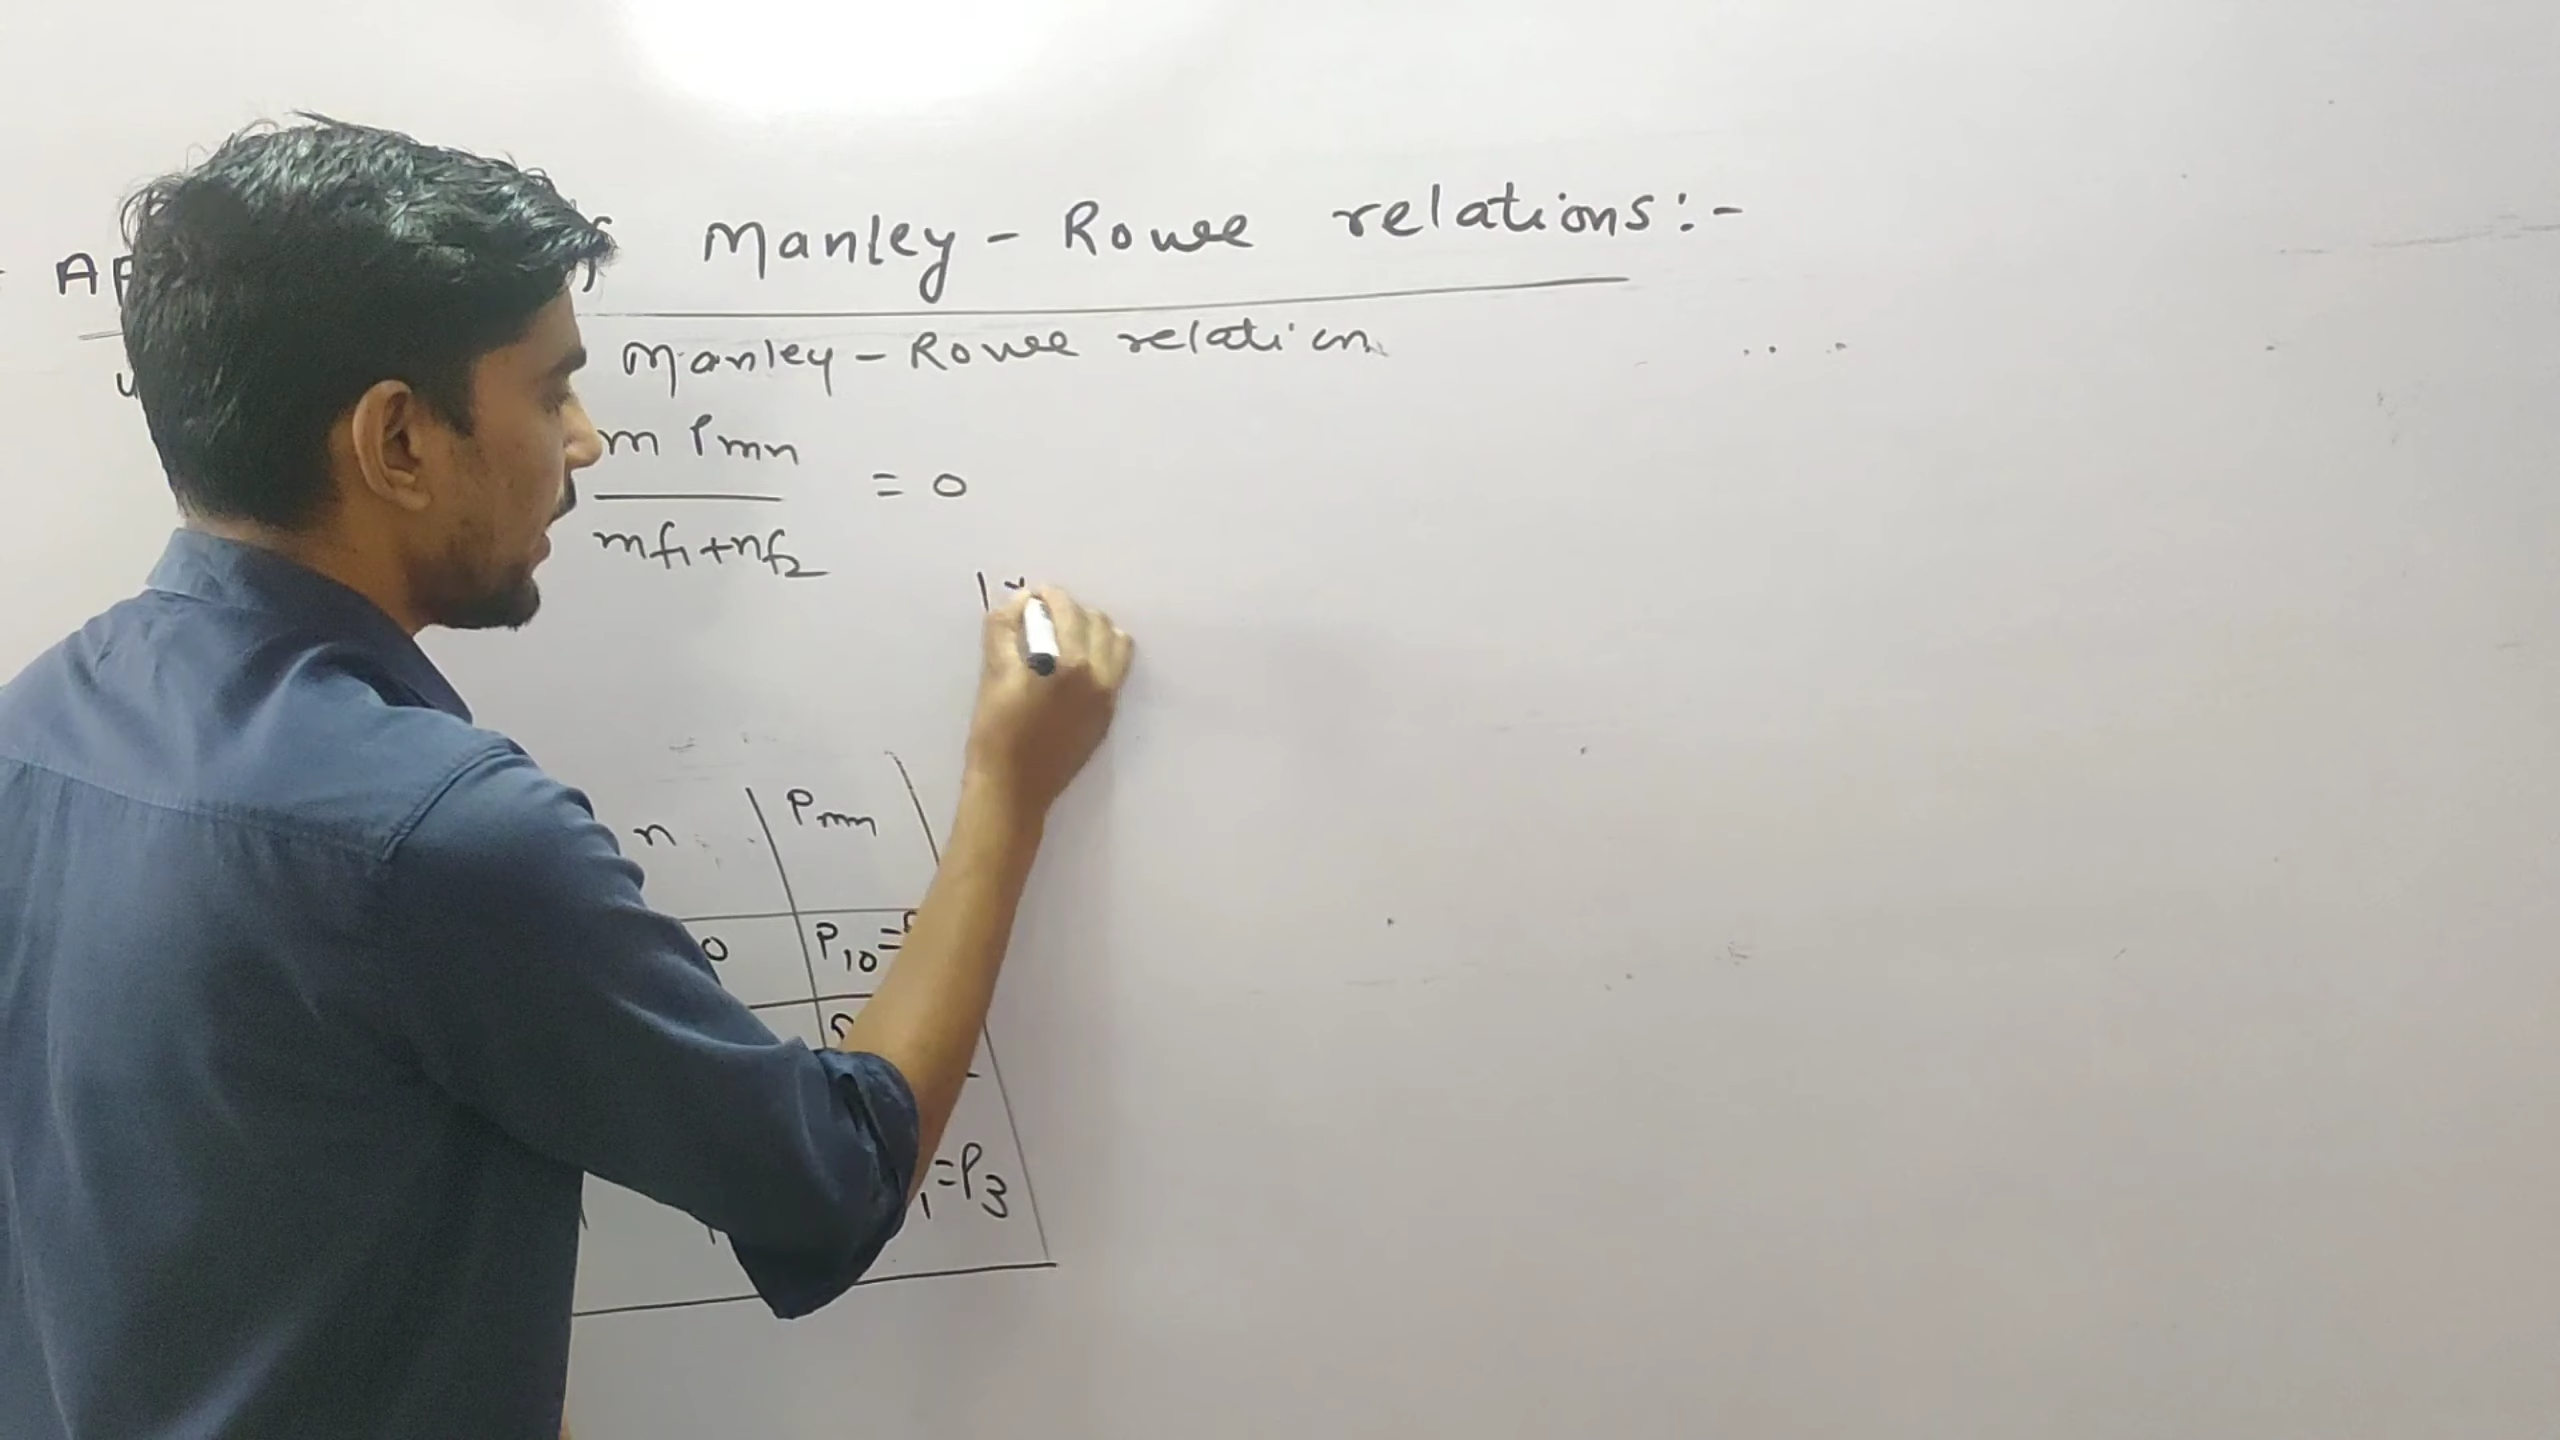 Manley - Rowe relations:-
Manley - Rowe relation
m Pmn
= 0
mf1+nf2
n Pmn
0 P10=
=P3